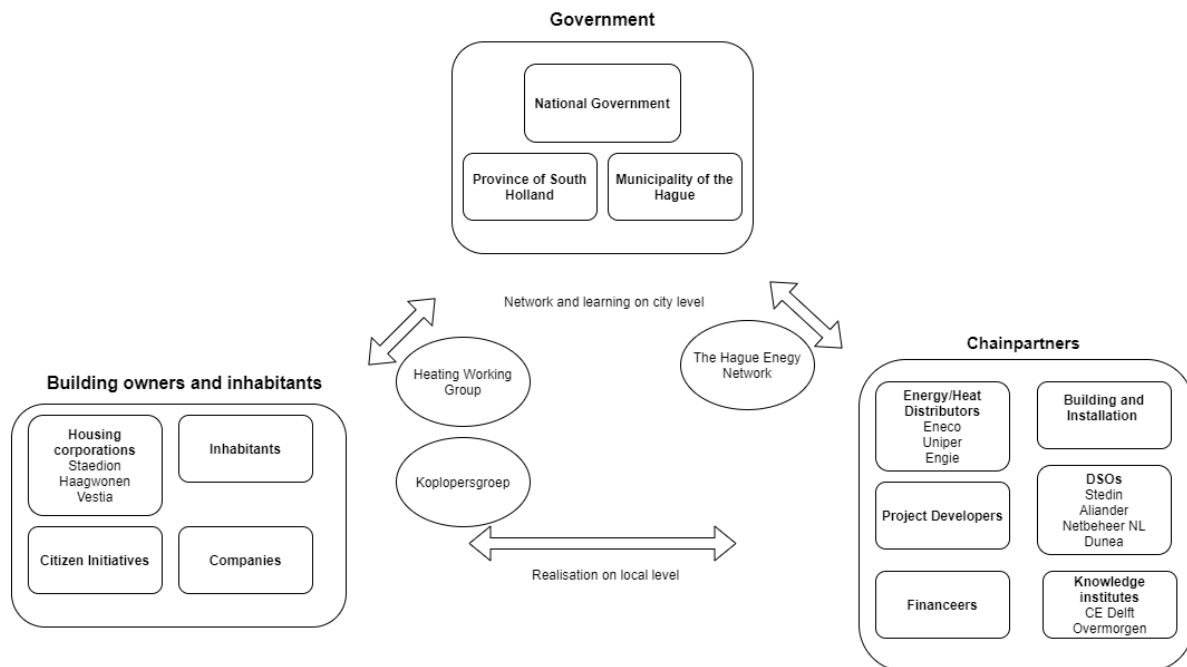 Government
National Government
Province of South
Holland
Municipality of the
Hague
Network and learning on city level
Heating Working
Group
The Hague Enegy
Network
Koplopersgroep
Realisation on local level
Building owners and inhabitants
Housing
corporations
Staedion
Haagwonen
Vestia
Inhabitants
Citizen Initiatives
Companies
Chainpartners
Energy/Heat
Distributors
Eneco
Uniper
Engie
Building and
Installation
Project Developers
DSOs
Stedin
Aliander
Netbeheer NL
Dunea
Financeers
Knowledge
institutes
CE Delft
Overmorgen